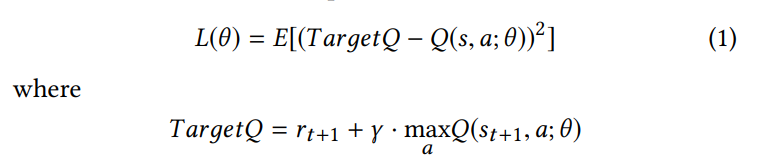 L(θ) = E[(TargetQ − Q(s, a; θ))²] (1)
where
TargetQ = r_{t+1} + γ · max_a Q(s_{t+1}, a; θ)